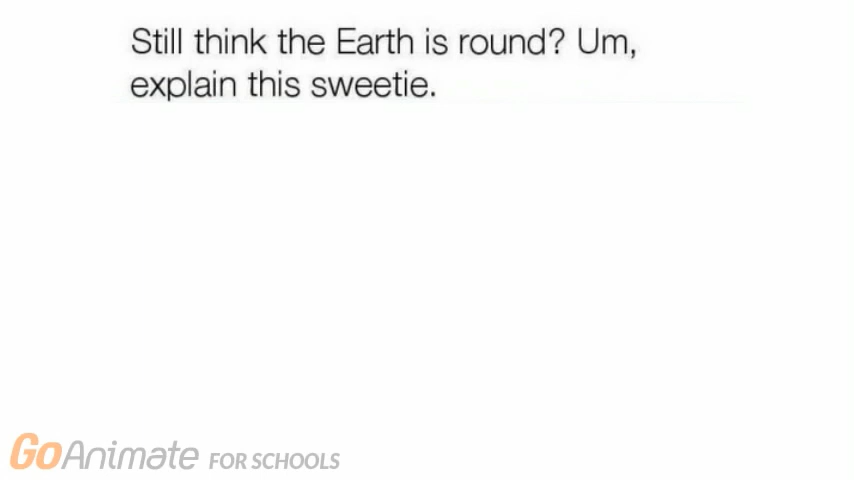 Still think the Earth is round? Um,
explain this sweetie.
GoAnimate FOR SCHOOLS